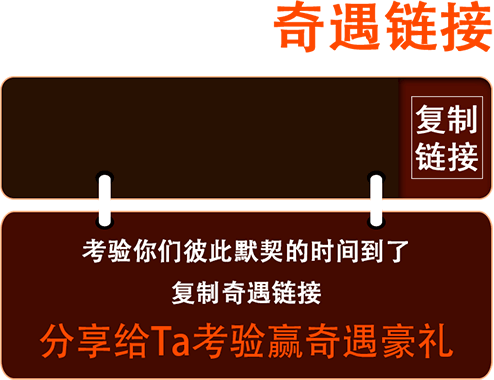 奇遇链接
复制
链接
考验你们彼此默契的时间到了
复制奇遇链接
分享给Ta考验赢奇遇豪礼